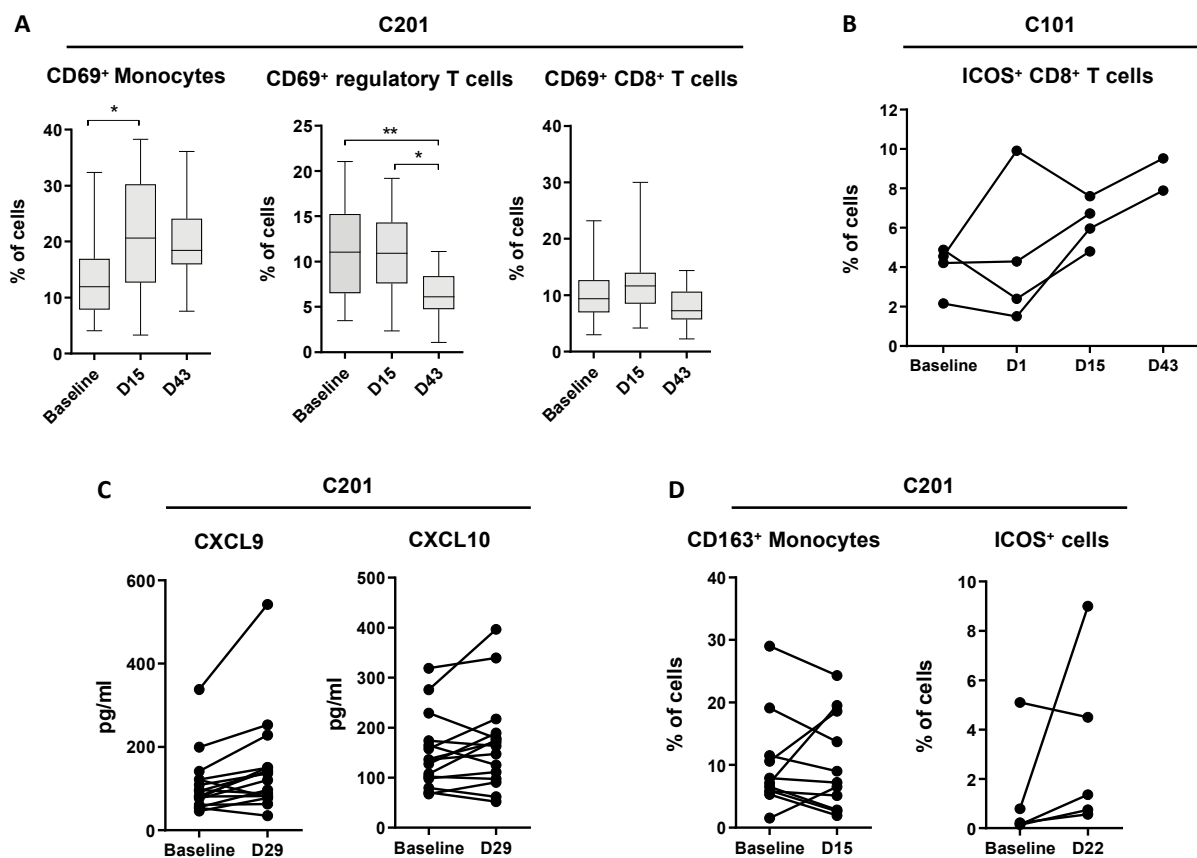 A
C201
CD69⁺ Monocytes
% of cells
40
30
20
10
0
*
Baseline
D15
D43
CD69⁺ regulatory T cells
% of cells
25
20
15
10
5
0
**
*
Baseline
D15
D43
CD69⁺ CD8⁺ T cells
% of cells
40
30
20
10
0
Baseline
D15
D43
B
C101
ICOS⁺ CD8⁺ T cells
% of cells
12
10
8
6
4
2
0
Baseline D1 D15 D43
C
C201
CXCL9
pg/ml
600
400
200
0
Baseline D29
CXCL10
pg/ml
500
400
300
200
100
0
Baseline D29
D
C201
CD163⁺ Monocytes
% of cells
40
30
20
10
0
Baseline D15
ICOS⁺ cells
% of cells
10
8
6
4
2
0
Baseline D22